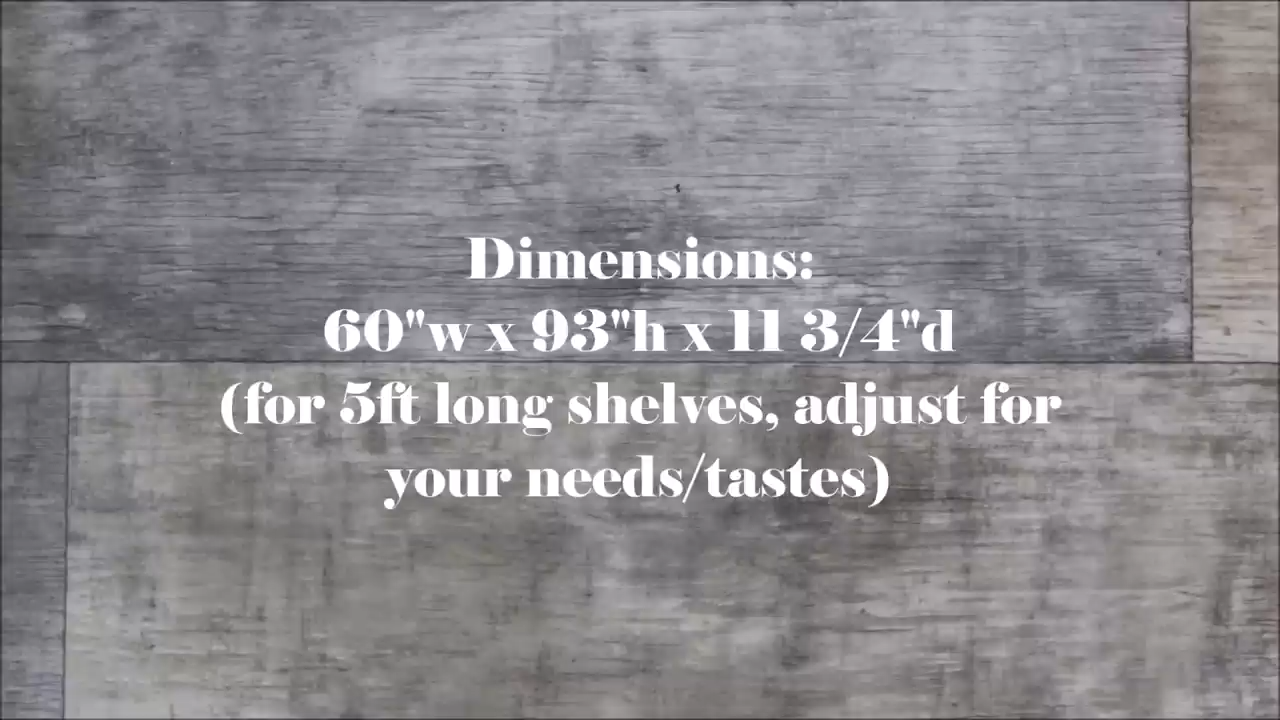 Dimensions:
60"w x 93"h x 11 3/4"d
(for 5ft long shelves, adjust for
your needs/tastes)